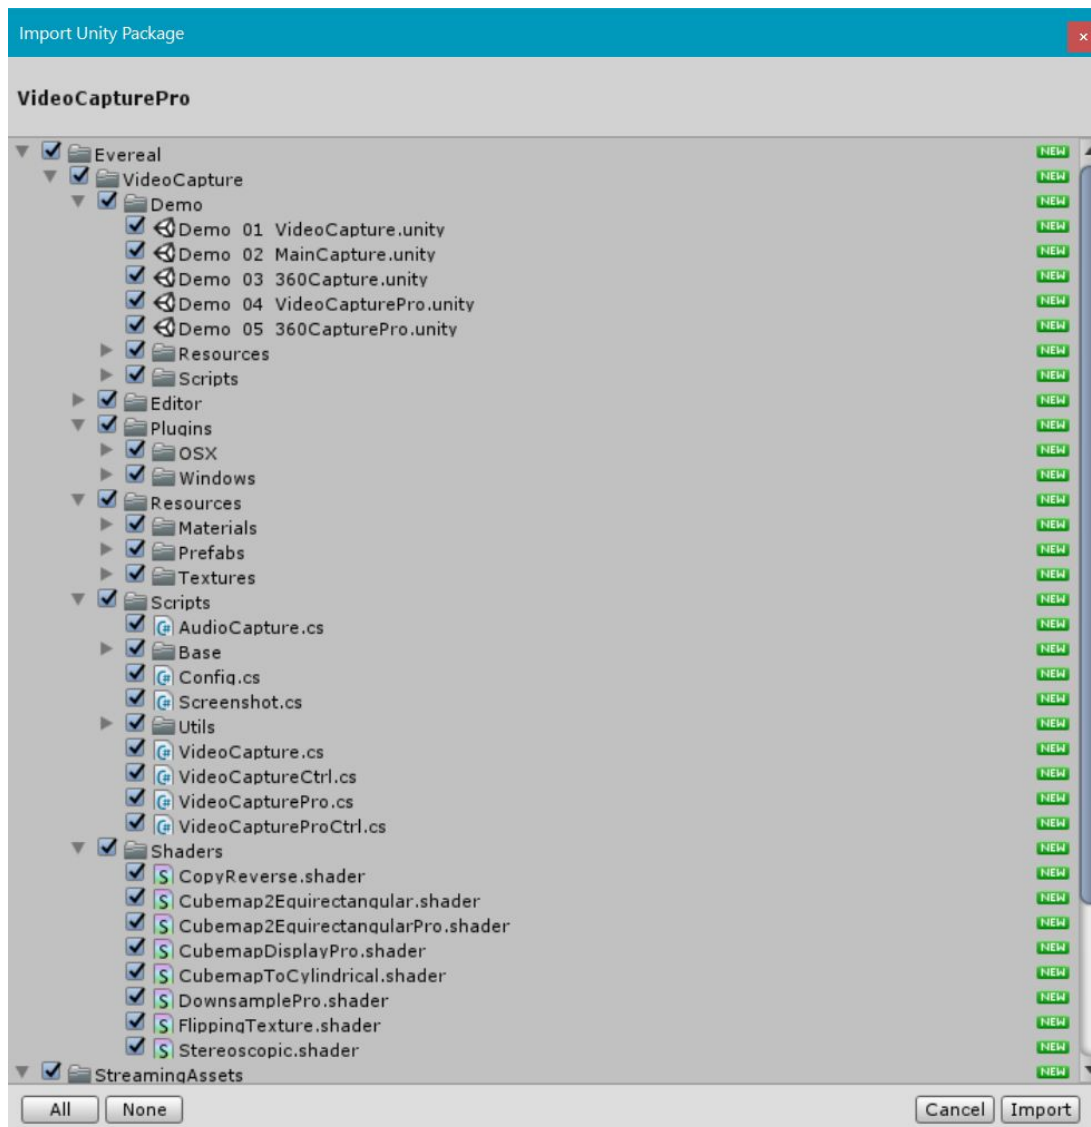 Import Unity Package
x
VideoCapturePro
Evereal NEW
VideoCapture NEW
Demo NEW
Demo 01 VideoCapture.unity NEW
Demo 02 MainCapture.unity NEW
Demo 03 360Capture.unity NEW
Demo 04 VideoCapturePro.unity NEW
Demo 05 360CapturePro.unity NEW
Resources NEW
Scripts NEW
Editor NEW
Plugins NEW
OSX NEW
Windows NEW
Resources NEW
Materials NEW
Prefabs NEW
Textures NEW
Scripts NEW
C# AudioCapture.cs NEW
Base NEW
C# Config.cs NEW
C# Screenshot.cs NEW
Utils NEW
C# VideoCapture.cs NEW
C# VideoCaptureCtrl.cs NEW
C# VideoCapturePro.cs NEW
C# VideoCaptureProCtrl.cs NEW
Shaders NEW
S CopyReverse.shader NEW
S Cubemap2Equirectangular.shader NEW
S Cubemap2EquirectangularPro.shader NEW
S CubemapDisplayPro.shader NEW
S CubemapToCylindrical.shader NEW
S DownsamplePro.shader NEW
S FlippingTexture.shader NEW
S Stereoscopic.shader NEW
StreamingAssets NEW
All None Cancel Import